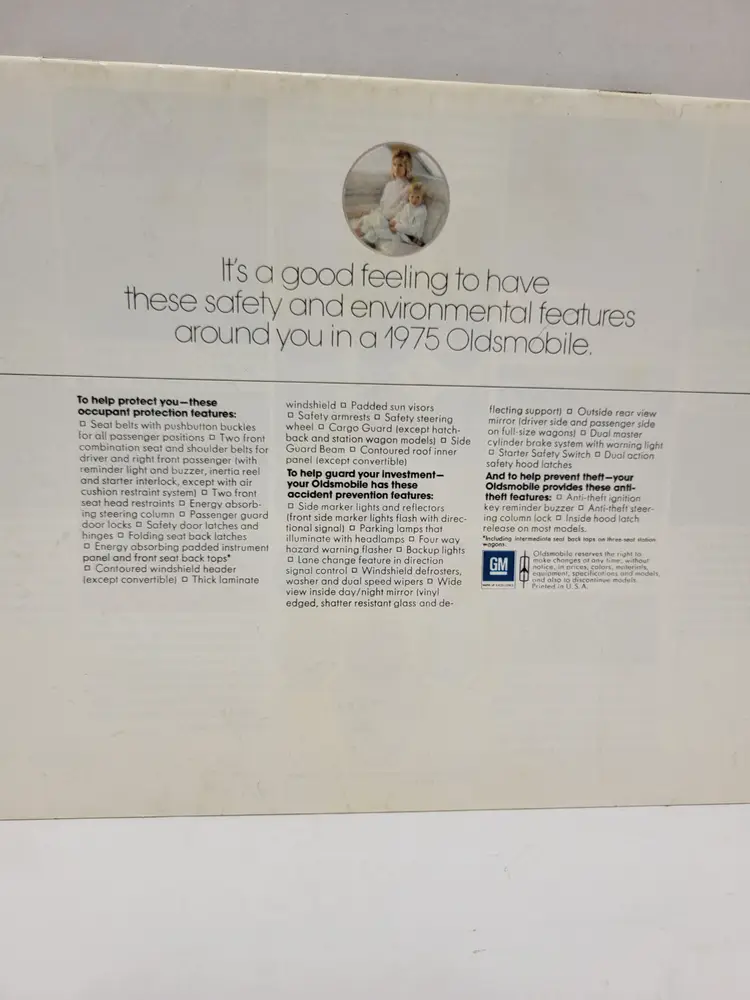 It's a good feeling to have
these safety and environmental features
around you in a 1975 Oldsmobile.
To help protect you—these
occupant protection features:
□ Seat belts with pushbutton buckles
for all passenger positions □ Two front
combination seat and shoulder belts for
driver and right front passenger (with
reminder light and buzzer, inertia reel
and starter interlock, except with air
cushion restraint system) □ Two front
seat head restraints □ Energy absorb-
ing steering column □ Passenger guard
door locks □ Safety door latches and
hinges □ Folding seat back latches
□ Energy absorbing padded instrument
panel and front seat back tops*
□ Contoured windshield header
(except convertible) □ Thick laminate
windshield □ Padded sun visors
□ Safety armrests □ Safety steering
wheel □ Cargo Guard (except hatch-
back and station wagon models) □ Side
Guard Beam □ Contoured roof inner
panel (except convertible)
To help guard your investment—
your Oldsmobile has these
accident prevention features:
□ Side marker lights and reflectors
(front side marker lights flash with direc-
tional signal) □ Parking lamps that
illuminate with headlamps □ Four way
hazard warning flasher □ Backup lights
□ Lane change feature in direction
signal control □ Windshield defrosters,
washer and dual speed wipers □ Wide
view inside day/night mirror (vinyl
edged, shatter resistant glass and de-
flecting support) □ Outside rear view
mirror (driver side and passenger side
on full-size wagons) □ Dual master
cylinder brake system with warning light
□ Starter Safety Switch □ Dual action
safety hood latches
And to help prevent theft—your
Oldsmobile provides these anti-
theft features: □ Anti-theft ignition
key reminder buzzer □ Anti-theft steer-
ing column lock □ Inside hood latch
release on most models.
*Including intermediate seat back tops on three-seat station
wagons.
GM
Oldsmobile reserves the right to
make changes at any time, without
notice, in prices, colors, materials,
equipment, specifications and models,
and also to discontinue models.
Printed in U.S.A.